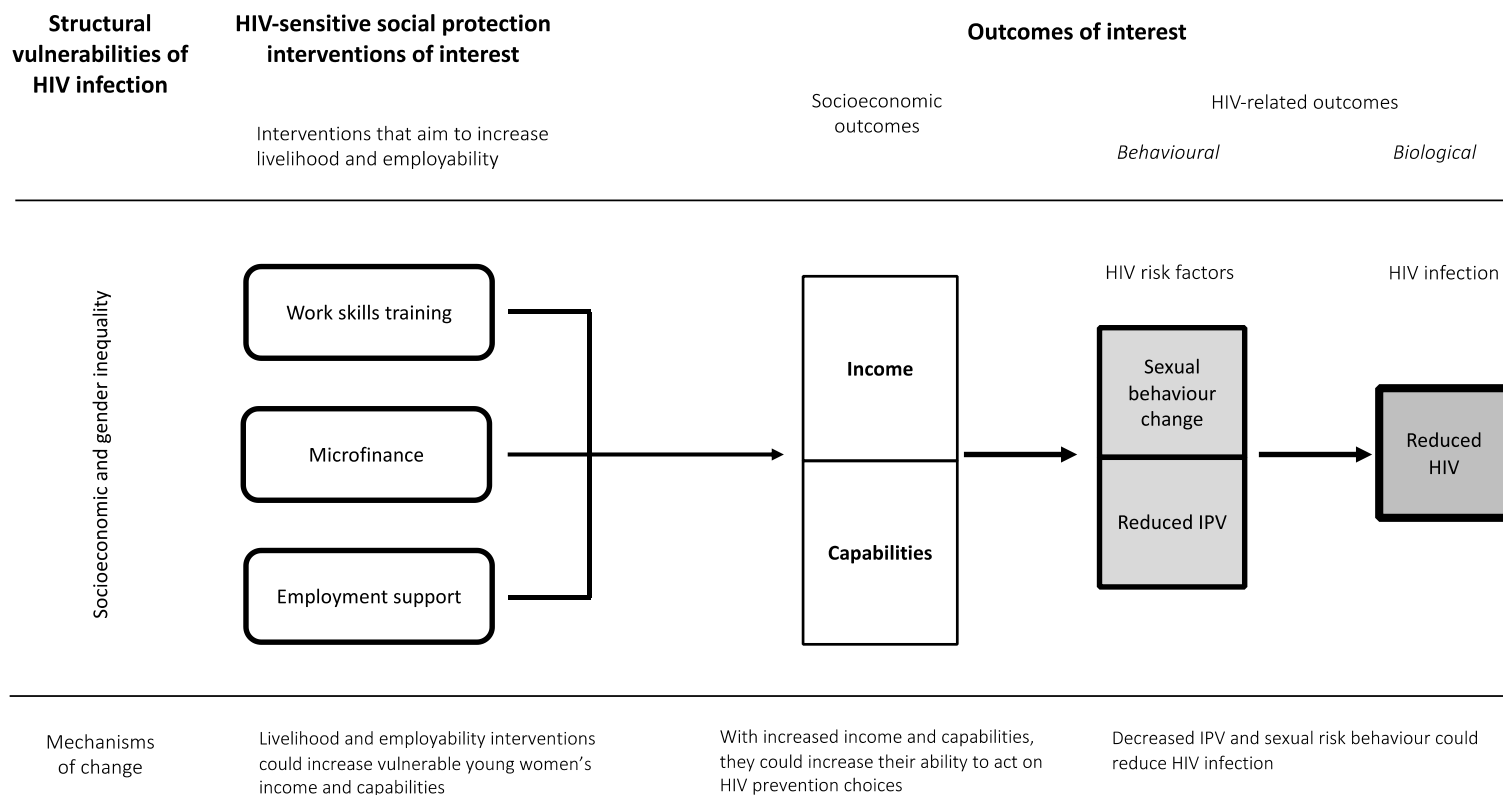 Structural
vulnerabilities of
HIV infection
HIV-sensitive social protection
interventions of interest
Outcomes of interest
Interventions that aim to increase
livelihood and employability
Socioeconomic
outcomes
HIV-related outcomes
Behavioural
Biological
Socioeconomic and gender inequality
Work skills training
Microfinance
Employment support
Income
Capabilities
HIV risk factors
Sexual
behaviour
change
Reduced IPV
HIV infection
Reduced
HIV
Mechanisms
of change
Livelihood and employability interventions
could increase vulnerable young women's
income and capabilities
With increased income and capabilities,
they could increase their ability to act on
HIV prevention choices
Decreased IPV and sexual risk behaviour could
reduce HIV infection